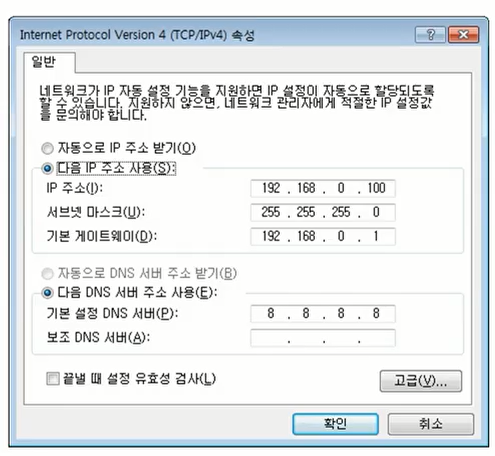 Internet Protocol Version 4 (TCP/IPv4) 속성
일반
네트워크가 IP 자동 설정 기능을 지원하면 IP 설정이 자동으로 할당되도록
할 수 있습니다. 지원하지 않으면, 네트워크 관리자에게 적절한 IP 설정값
을 문의해야 합니다.
자동으로 IP 주소 받기(O)
다음 IP 주소 사용(S):
IP 주소(I): 192 . 168 . 0 . 100
서브넷 마스크(U): 255 . 255 . 255 . 0
기본 게이트웨이(D): 192 . 168 . 0 . 1
자동으로 DNS 서버 주소 받기(B)
다음 DNS 서버 주소 사용(E):
기본 설정 DNS 서버(P): 8 . 8 . 8 . 8
보조 DNS 서버(A): . . .
끝낼 때 설정 유효성 검사(L)
고급(V)...
확인 취소